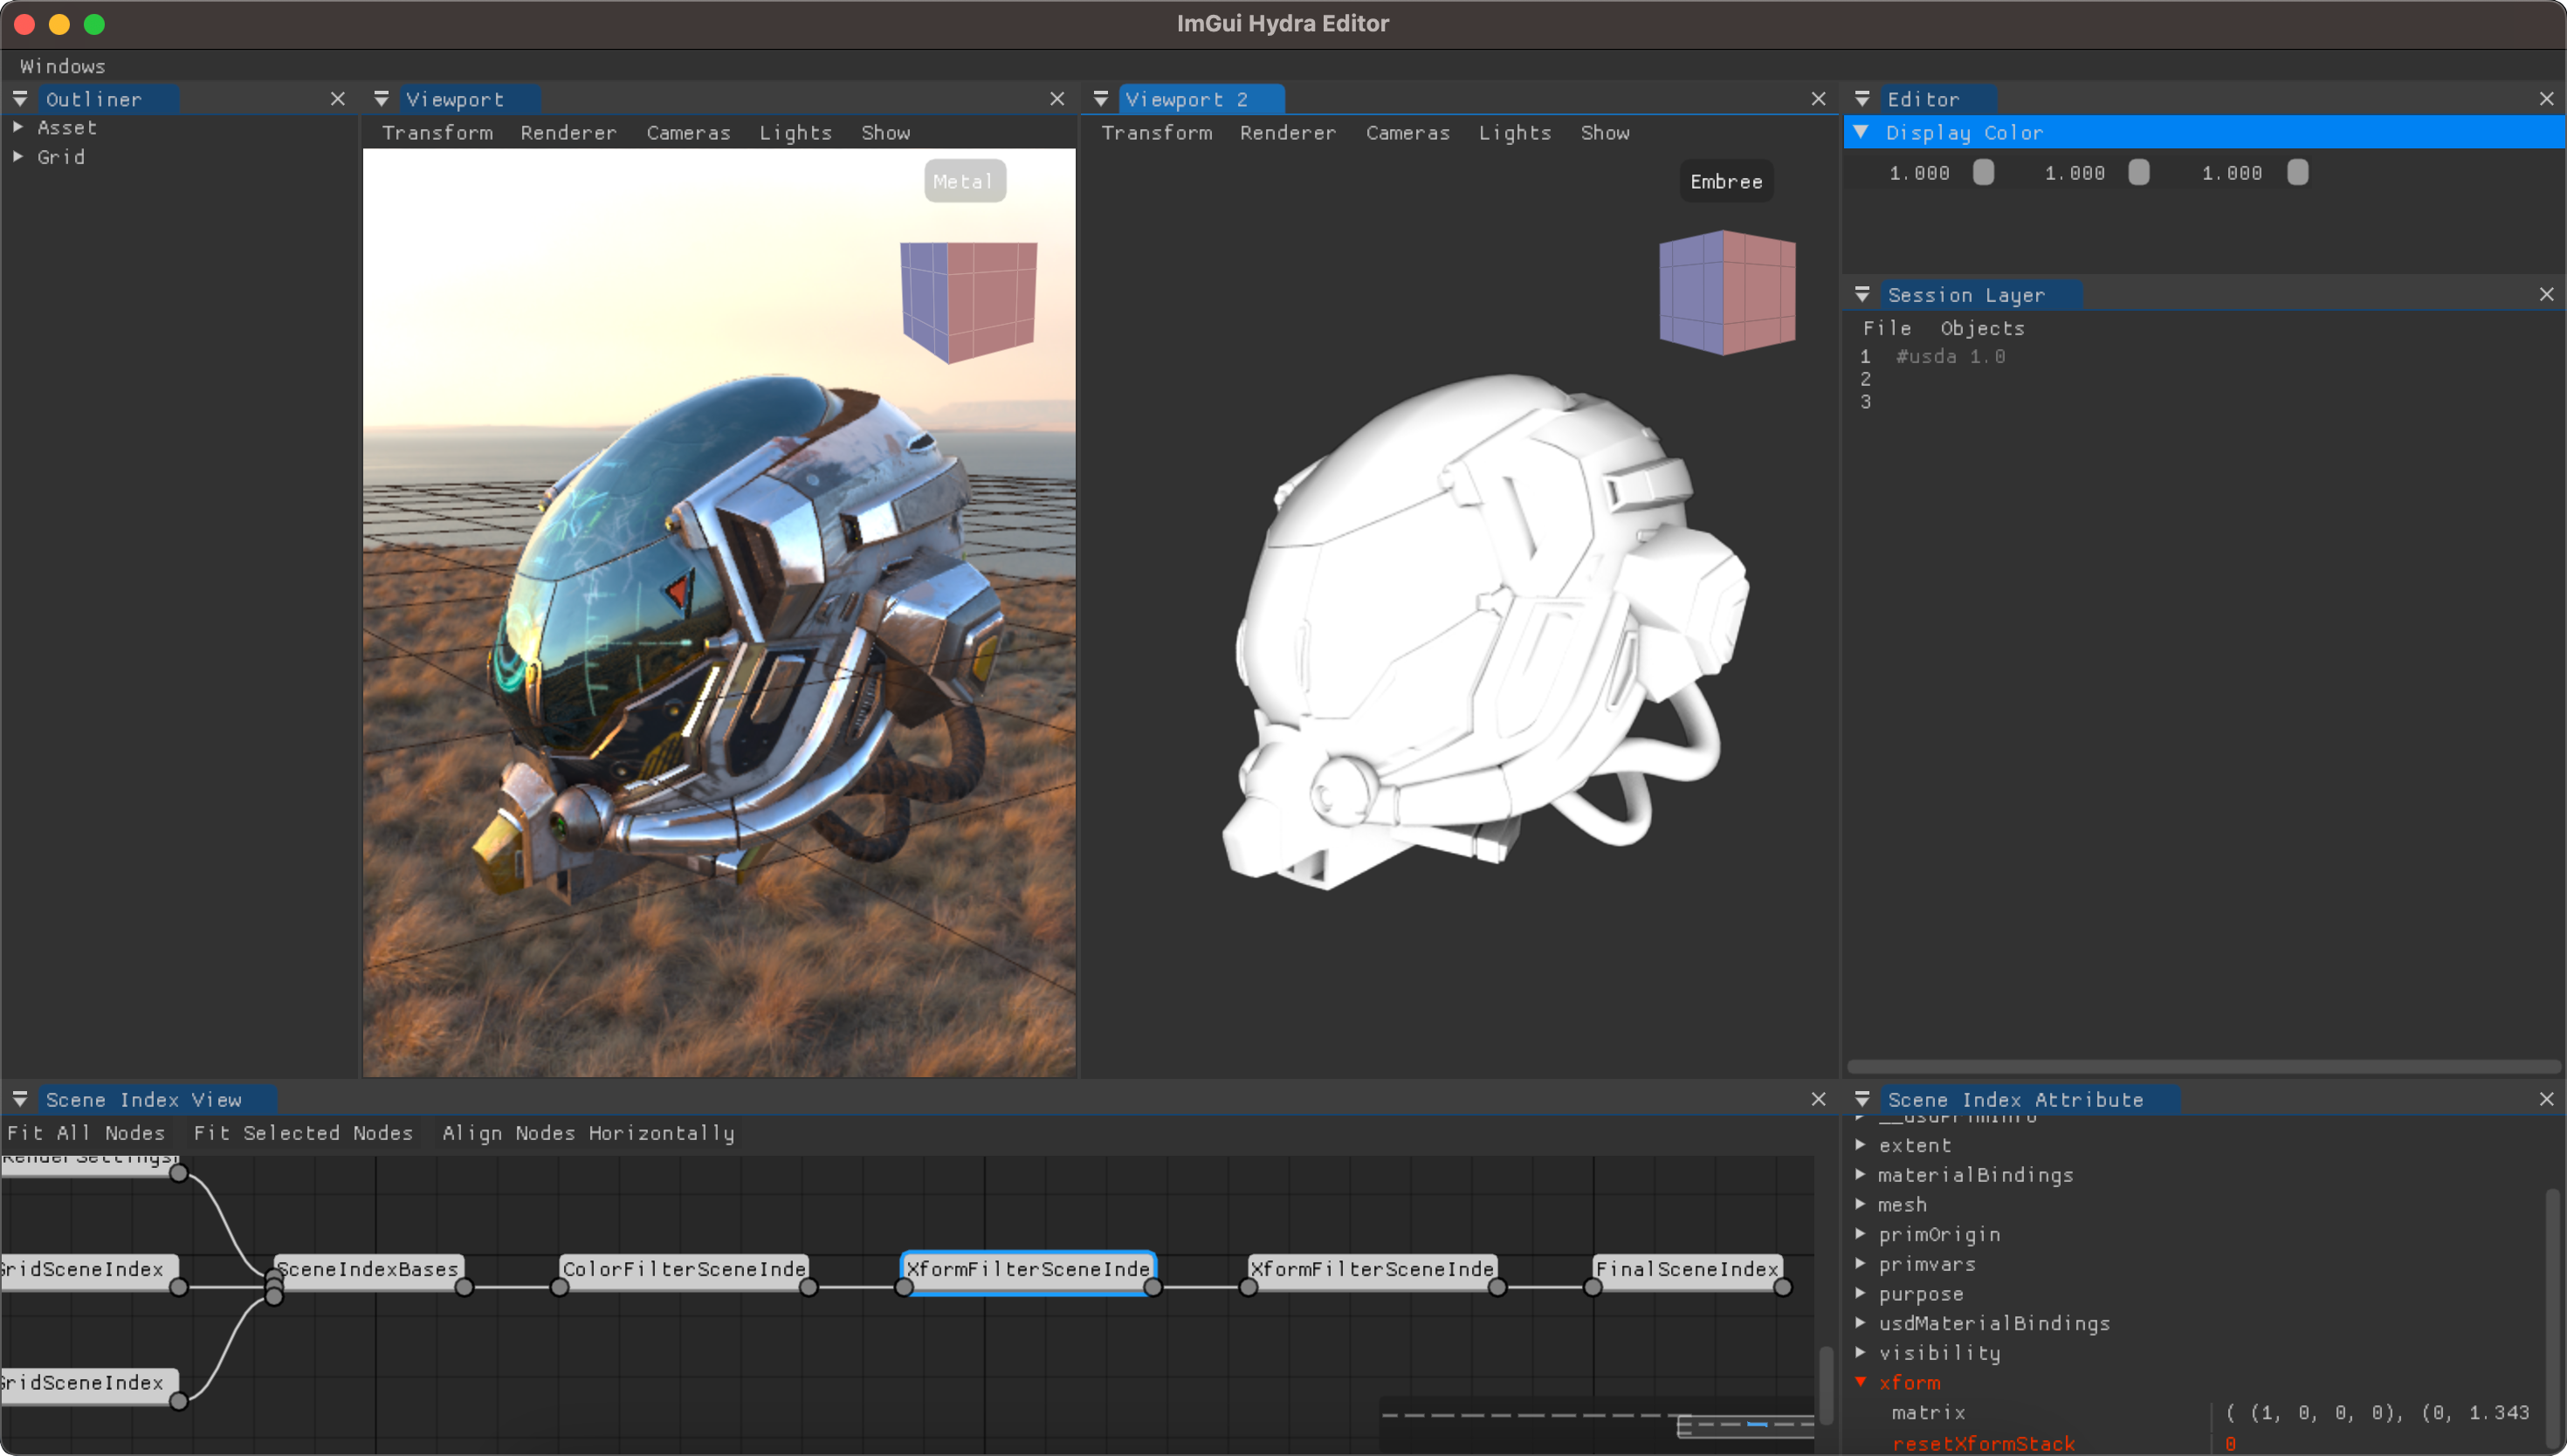 ImGui Hydra Editor
Windows
Outliner
Asset
Grid
Viewport
Transform Renderer Cameras Lights Show
Metal
Viewport 2
Transform Renderer Cameras Lights Show
Embree
Editor
Display Color
1.000 1.000 1.000
Session Layer
File Objects
1 #usda 1.0
2
3
Scene Index View
Fit All Nodes Fit Selected Nodes Align Nodes Horizontally
RenderSettings
GridSceneIndex
SceneIndexBases
ColorFilterSceneInde
XformFilterSceneInde
XformFilterSceneInde
FinalSceneIndex
GridSceneIndex
Scene Index Attribute
__usdPrimInfo
extent
materialBindings
mesh
primOrigin
primvars
purpose
usdMaterialBindings
visibility
xform
matrix ( (1, 0, 0, 0), (0, 1.343
resetXformStack 0